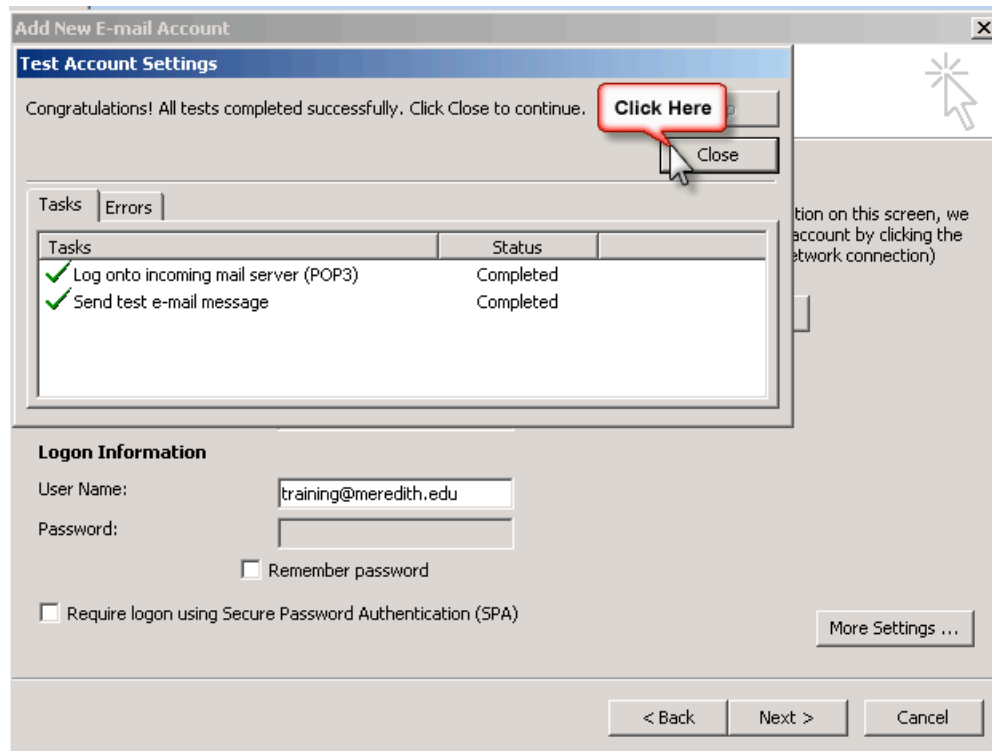 Add New E-mail Account
Test Account Settings
Congratulations! All tests completed successfully. Click Close to continue.
Click Here
Close
Tasks
Errors
Tasks Status
Log onto incoming mail server (POP3) Completed
Send test e-mail message Completed
tion on this screen, we
account by clicking the
etwork connection)
Logon Information
User Name: training@meredith.edu
Password:
Remember password
Require logon using Secure Password Authentication (SPA)
More Settings ...
< Back Next > Cancel